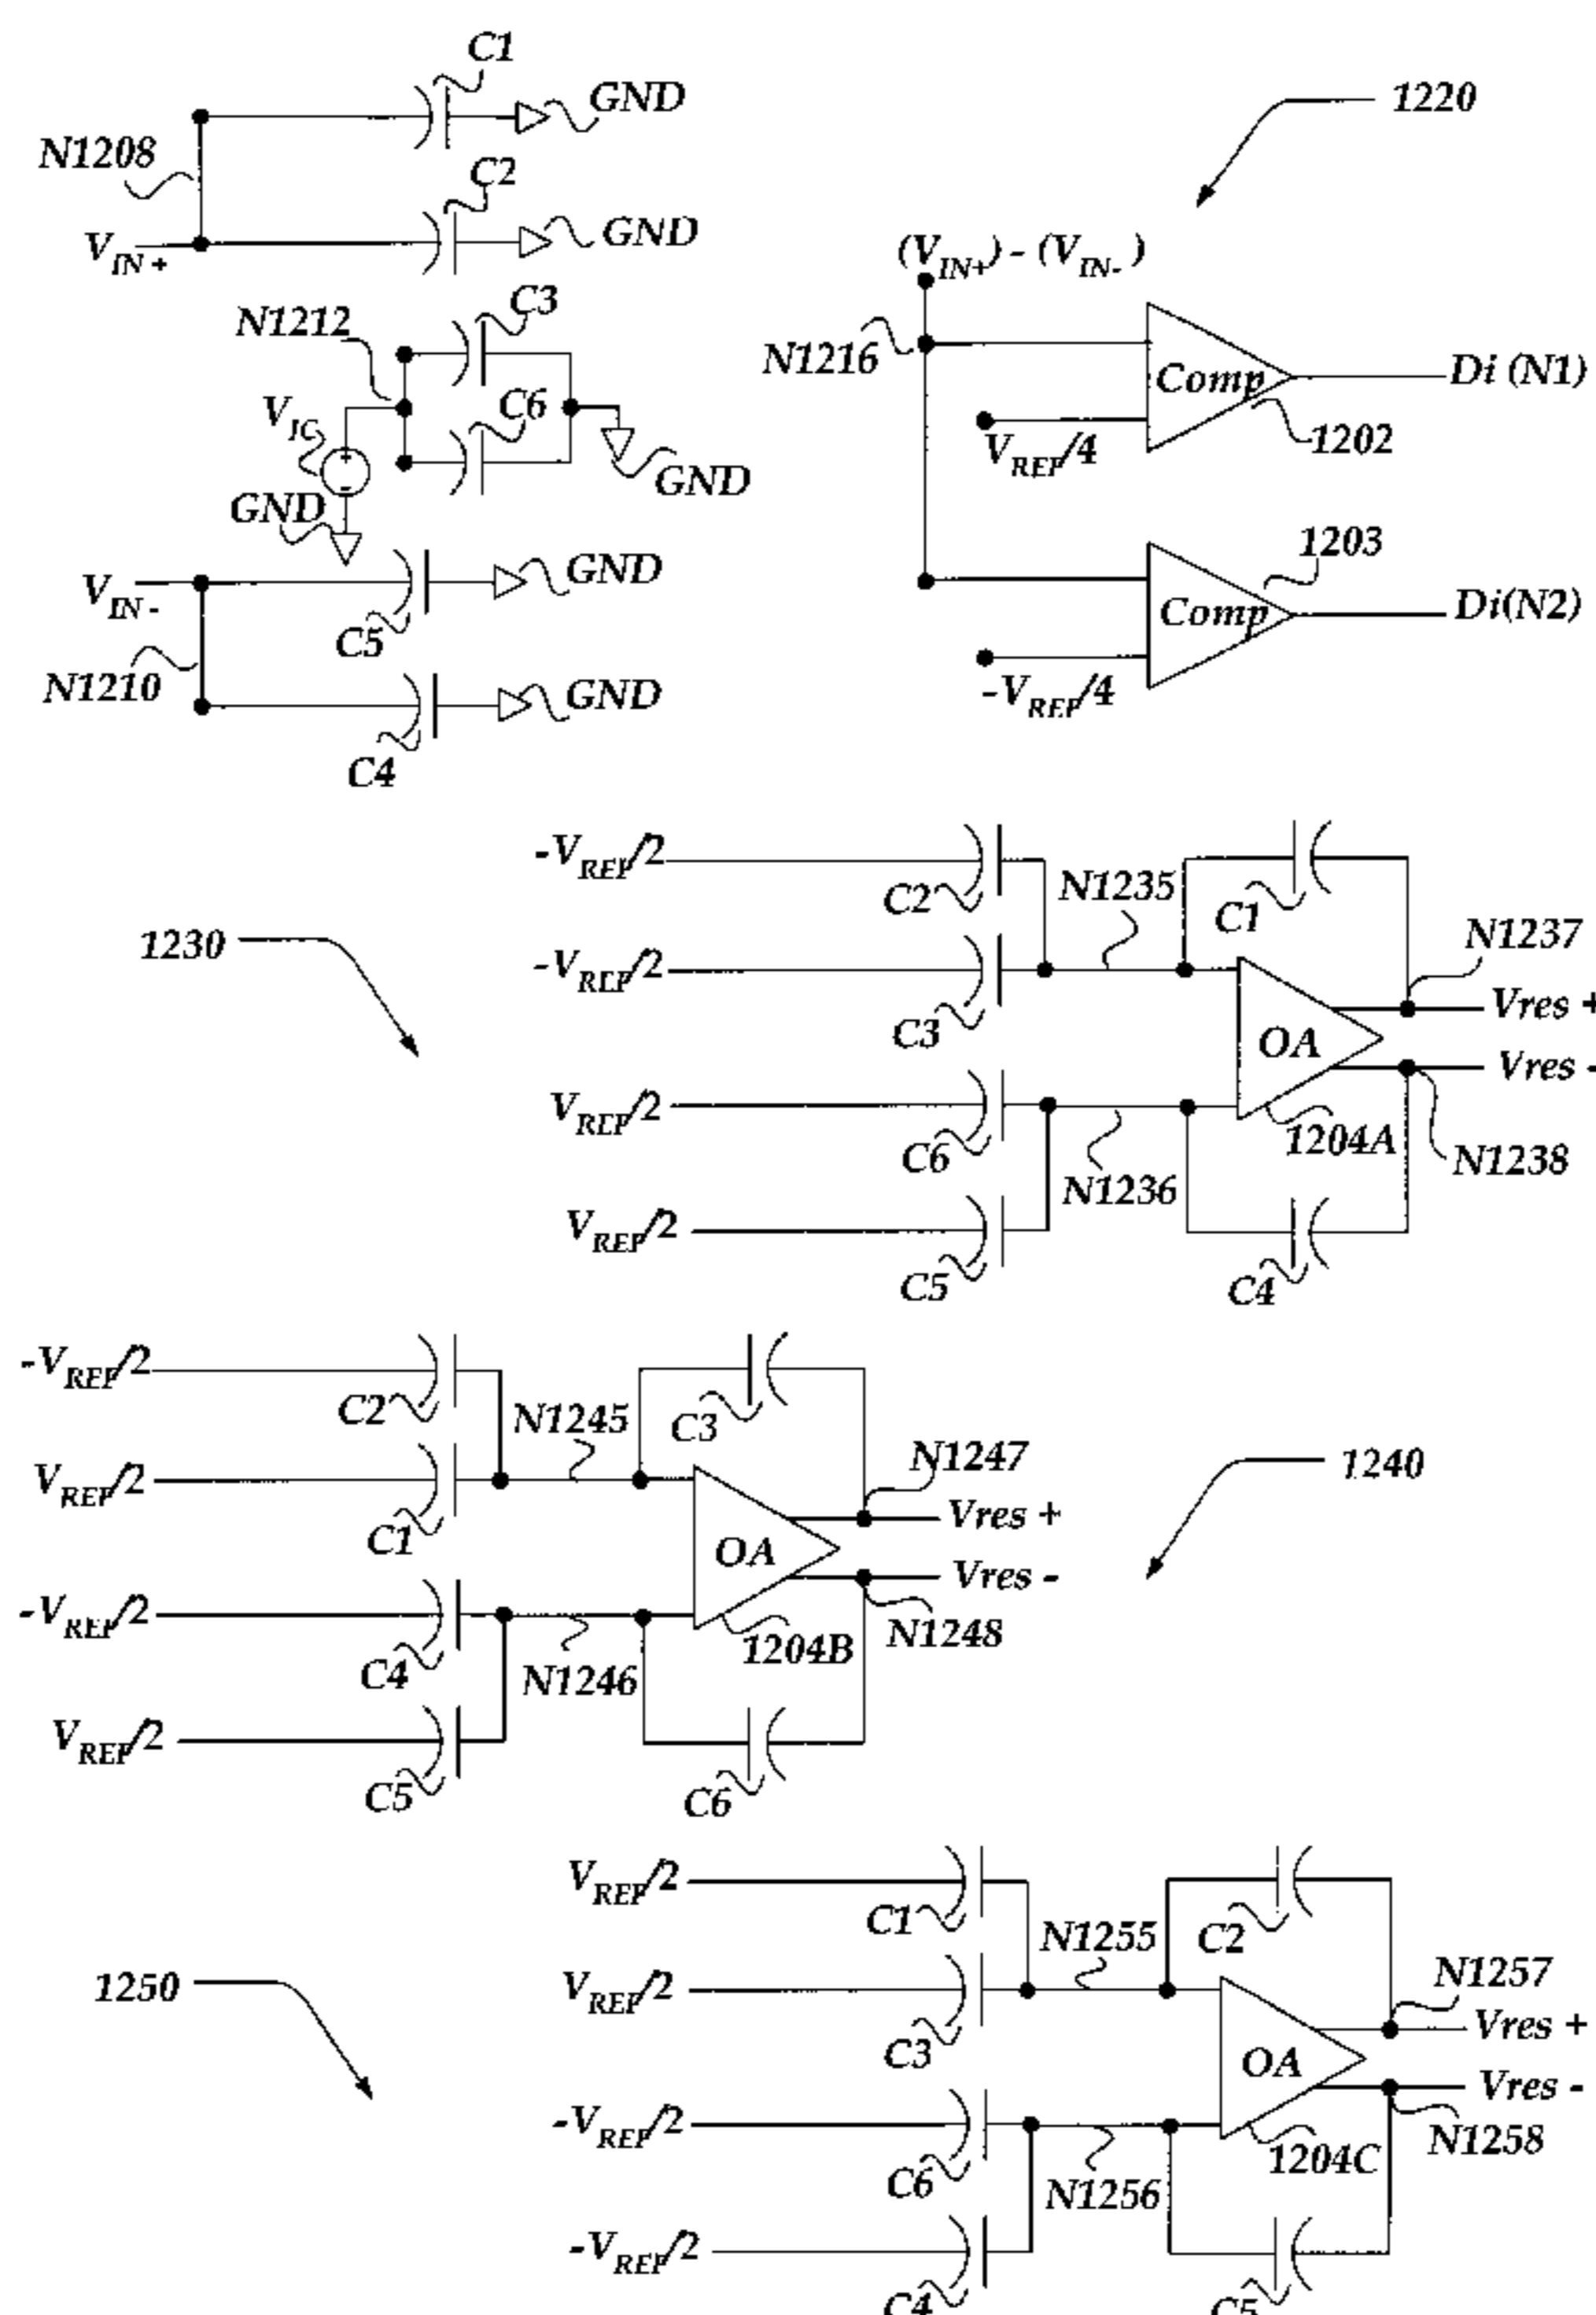 C1
GND
1220
N1208
C2
V_IN+
GND
(V_IN+) - (V_IN-)
N1212
C3
N1216
V_IC
C6
Comp
Di (N1)
V_REF/4
1202
GND
GND
V_IN-
GND
1203
C5
Comp
Di(N2)
N1210
GND
-V_REF/4
C4
-V_REF/2
C2
N1235
C1
1230
-V_REF/2
N1237
C3
Vres +
OA
Vres -
V_REF/2
C6
1204A
N1238
N1236
V_REF/2
C5
C4
-V_REF/2
C2
N1245
C3
V_REF/2
N1247
1240
C1
Vres +
OA
Vres -
-V_REF/2
C4
1204B
N1248
N1246
V_REF/2
C5
C6
V_REF/2
C1
N1255
C2
1250
V_REF/2
N1257
C3
Vres +
OA
Vres -
-V_REF/2
C6
1204C
N1258
N1256
-V_REF/2
C4
C5